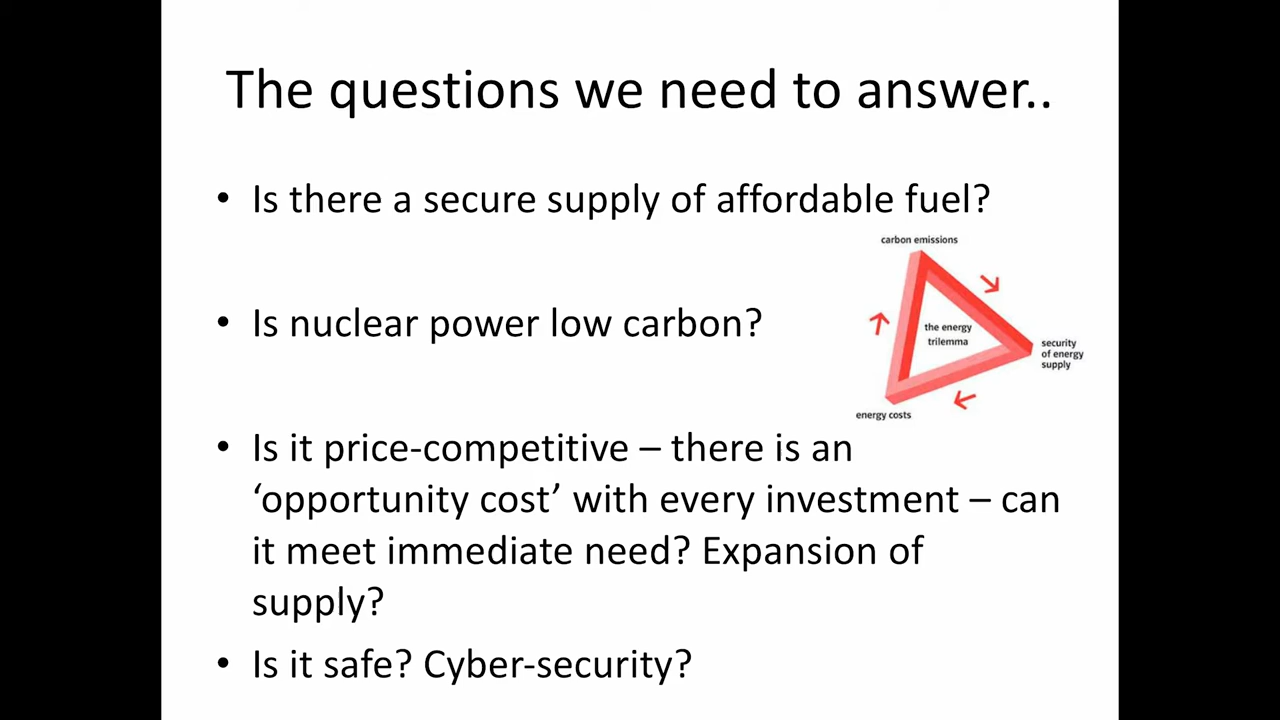 The questions we need to answer..
• Is there a secure supply of affordable fuel?
carbon emissions
• Is nuclear power low carbon?
the energy
trilemma
security
of energy
supply
energy costs
• Is it price-competitive – there is an
‘opportunity cost’ with every investment – can
it meet immediate need? Expansion of
supply?
• Is it safe? Cyber-security?